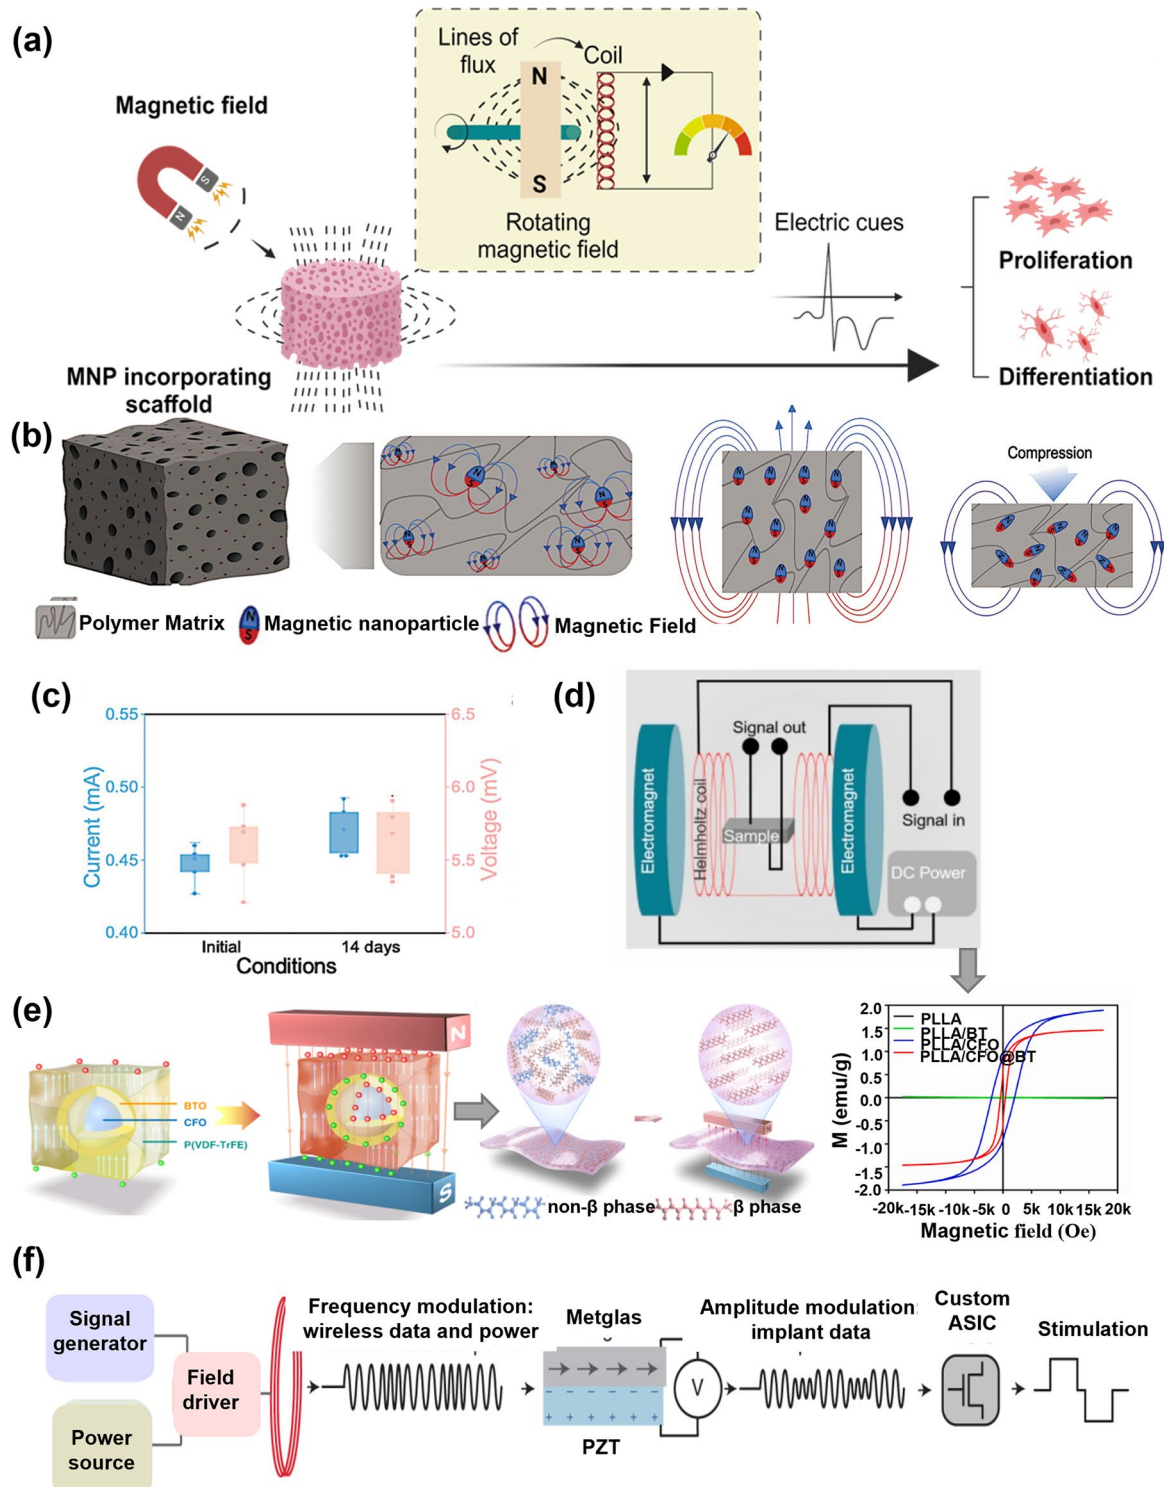 (a)
Magnetic field
S
N
Lines of
flux
Coil
N
S
Rotating
magnetic field
MNP incorporating
scaffold
Electric cues
Proliferation
Differentiation
(b)
Compression
Polymer Matrix
N
S
Magnetic nanoparticle
Magnetic Field
(c)
0.55
0.50
0.45
0.40
Current (mA)
6.5
6.0
5.5
5.0
Voltage (mV)
Initial
14 days
Conditions
(d)
Electromagnet
Helmholtz coil
Signal out
Sample
Electromagnet
Signal in
DC Power
(e)
BTO
CFO
P(VDF-TrFE)
N
S
non-β phase
β phase
2.0
1.5
1.0
0.5
0.0
-0.5
-1.0
-1.5
-2.0
M (emu/g)
PLLA
PLLA/BT
PLLA/CFO
PLLA/CFO@BT
-20k -15k -10k -5k 0 5k 10k 15k 20k
Magnetic field (Oe)
(f)
Signal
generator
Power
source
Field
driver
Frequency modulation:
wireless data and power
Metglas
PZT
V
Amplitude modulation:
implant data
Custom
ASIC
Stimulation